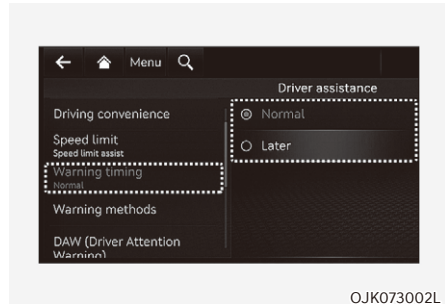 Menu
Driver assistance
Driving convenience
Speed limit
Speed limit assist
Warning timing
Normal
Warning methods
DAW (Driver Attention
Warning)
Normal
Later
OJK073002L